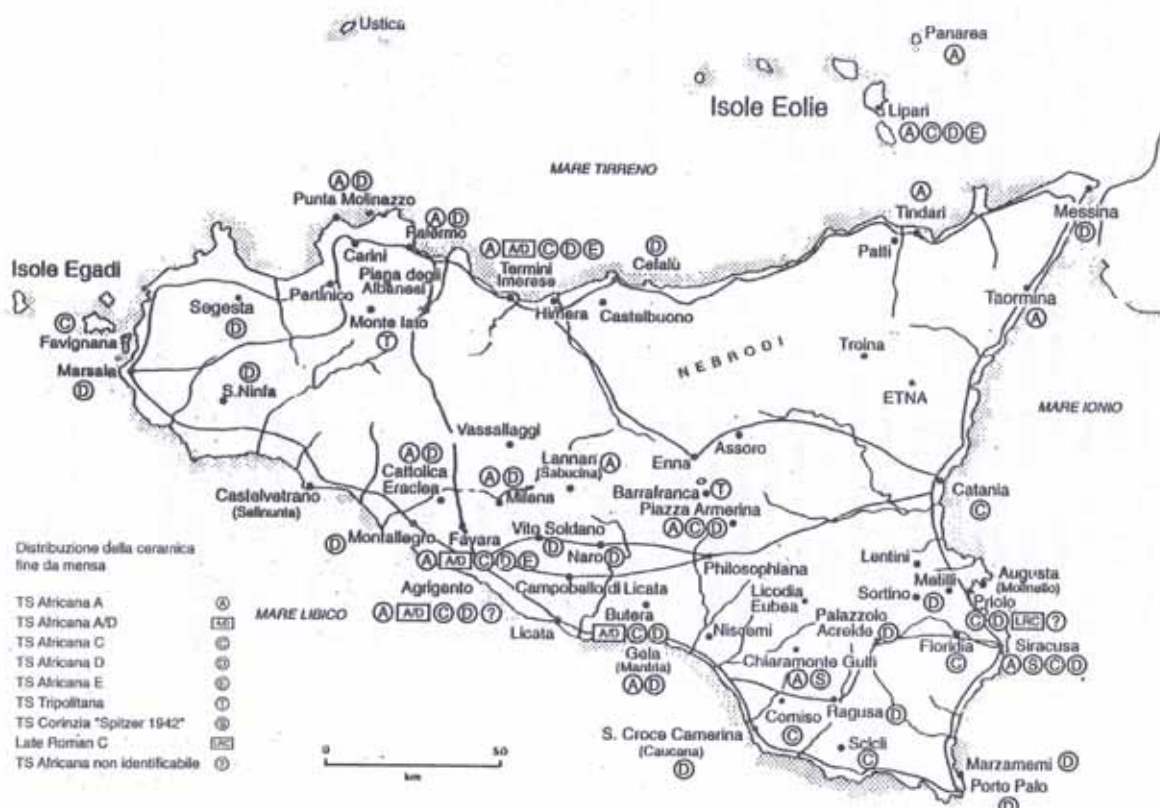 Ustica
Panarea
A
Isole Eolie
Lipari
A C D E
MARE TIRRENO
A D
Punta Molinazzo
A D
Palermo
A
Tindari
Messina
D
Carini
A A/D C D E
Termini
Imerese
D
Cefalù
Patti
Isole Egadi
Partinico
Piana degli
Albanesi
Himera
Castelbuono
Taormina
A
Segesta
D
C
Favignana
Monte Iato
T
NEBRODI
Troina
Marsala
D
D
S.Ninfa
ETNA
MARE IONIO
Vassallaggi
Assoro
A D
Cattolica
Eraclea
Lannari A
(Sabucina)
Enna
A D
Milena
Castelvetrano
(Selinunte)
Barrafranca T
Piazza Armerina
A C D
Catania
C
D Montallegro
Favara
A A/D C D E
Vito Soldano
D
Naro D
Philosophiana
Lentini
Melilli
Augusta
(Molinello)
Campobello di Licata
Licodia
Eubea
Sortino D
Priolo
C D LRC ?
Agrigento
A A/D C D ?
MARE LIBICO
Licata
Butera
A/D C D
Niscemi
Palazzolo
Acreide D
Floridia
C
Siracusa
A S C D
Gela
(Manfria)
A D
Chiaramonte Gulfi
A S
Comiso
C
Ragusa D
S. Croce Camerina
(Caucana)
D
Scicli
C
Marzamemi D
Porto Palo
D
Distribuzione della ceramica
fine da mensa
TS Africana A A
TS Africana A/D A/D
TS Africana C C
TS Africana D D
TS Africana E E
TS Tripolitana T
TS Corinzia "Spitzer 1942" S
Late Roman C LRC
TS Africana non identificabile ?
0 50
km